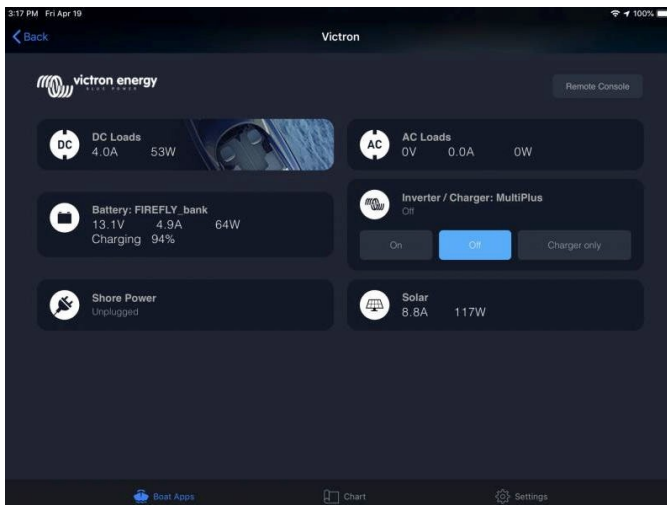 3:17 PM Fri Apr 19
100%
Back
Victron
victron energy
BLUE POWER
Remote Console
DC
DC Loads
4.0A 53W
AC
AC Loads
0V 0.0A 0W
Battery: FIREFLY_bank
13.1V 4.9A 64W
Charging 94%
Inverter / Charger: MultiPlus
Off
On Off Charger only
Shore Power
Unplugged
Solar
8.8A 117W
Boat Apps Chart Settings